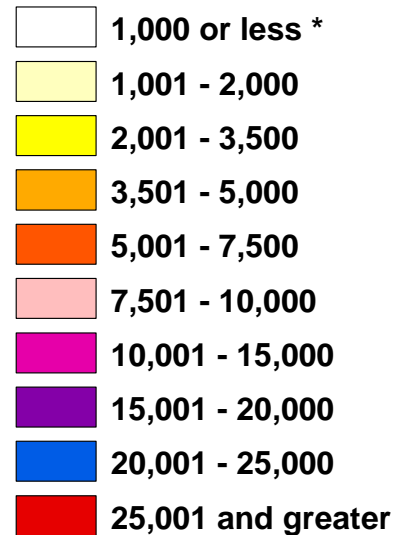 1,000 or less *
1,001 - 2,000
2,001 - 3,500
3,501 - 5,000
5,001 - 7,500
7,501 - 10,000
10,001 - 15,000
15,001 - 20,000
20,001 - 25,000
25,001 and greater